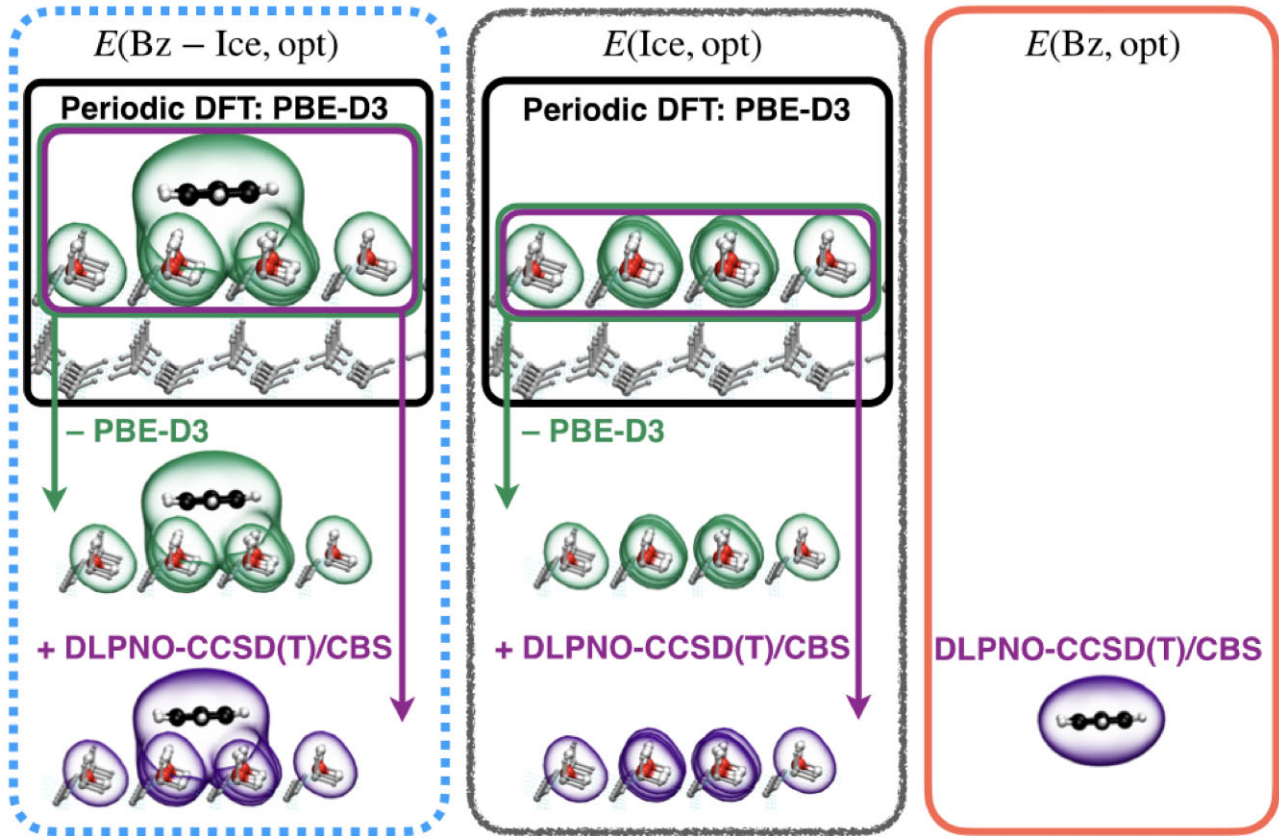 E(Bz – Ice, opt)
Periodic DFT: PBE-D3
– PBE-D3
+ DLPNO-CCSD(T)/CBS
E(Ice, opt)
Periodic DFT: PBE-D3
– PBE-D3
+ DLPNO-CCSD(T)/CBS
E(Bz, opt)
DLPNO-CCSD(T)/CBS